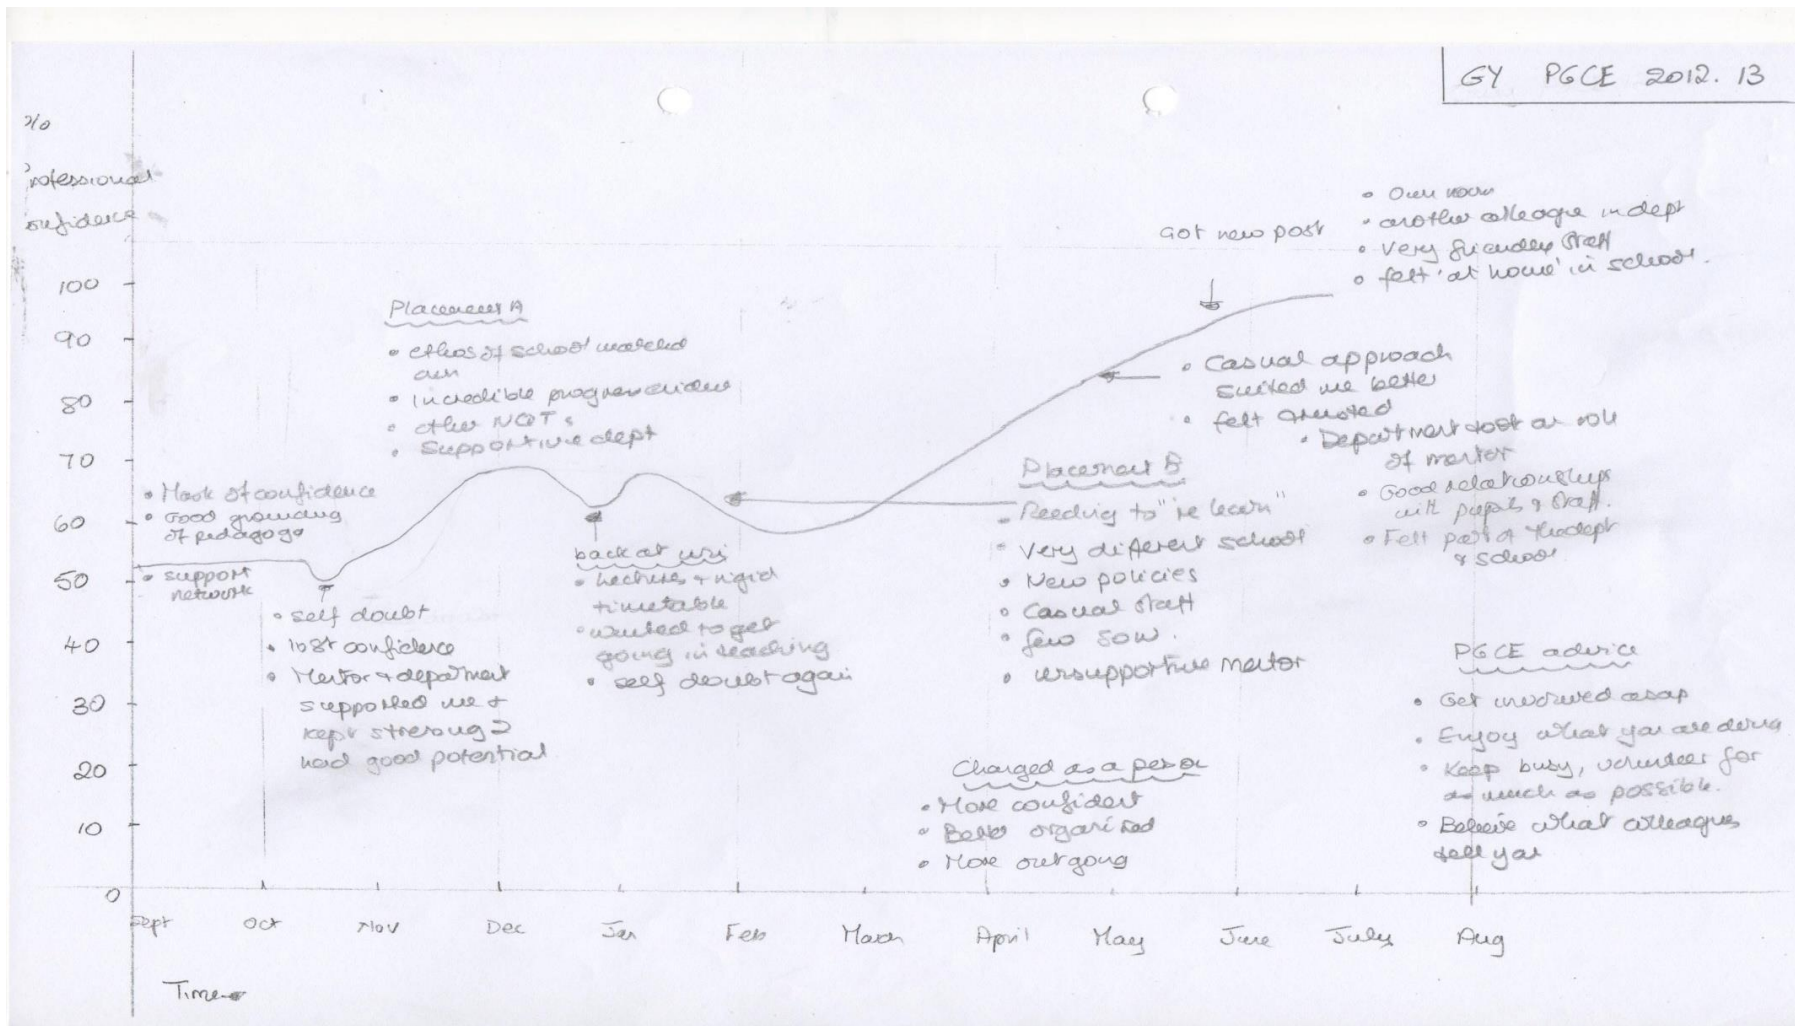 GY PGCE 2012.13
%
rofessional
onfidence
100
90
80
70
60
50
40
30
20
10
0
Sept Oct Nov Dec Jan Feb March April May June July Aug
Time
• Mask of confidence
• Good grounding
of pedagogy
• support
network
• self doubt
• lost confidence
• Mentor + department
supported me +
kept stressing I
had good potential
Placement A
• ethos of school matched
own
• incredible progress
• other NQTs
• Supportive dept
back at uni
• Lectures + rigid
timetable
• wanted to get
going in teaching
• self doubt again
Placement B
• Needing to "re learn"
• Very different school
• New policies
• Casual staff
• few SOW.
• unsupportive mentor
• Casual approach
suited me better
• felt trusted
• Department took on role
of mentor
• Good relationships
with pupils & staff.
• Felt part of the dept
& school
Got new post
• Own room
• another colleague in dept
• Very friendly staff
• felt 'at home' in school.
Changed as a person
• More confident
• Better organised
• More outgoing
PGCE advice
• Get involved asap
• Enjoy what you are doing
• Keep busy, volunteer for
as much as possible.
• Believe what colleagues
tell you